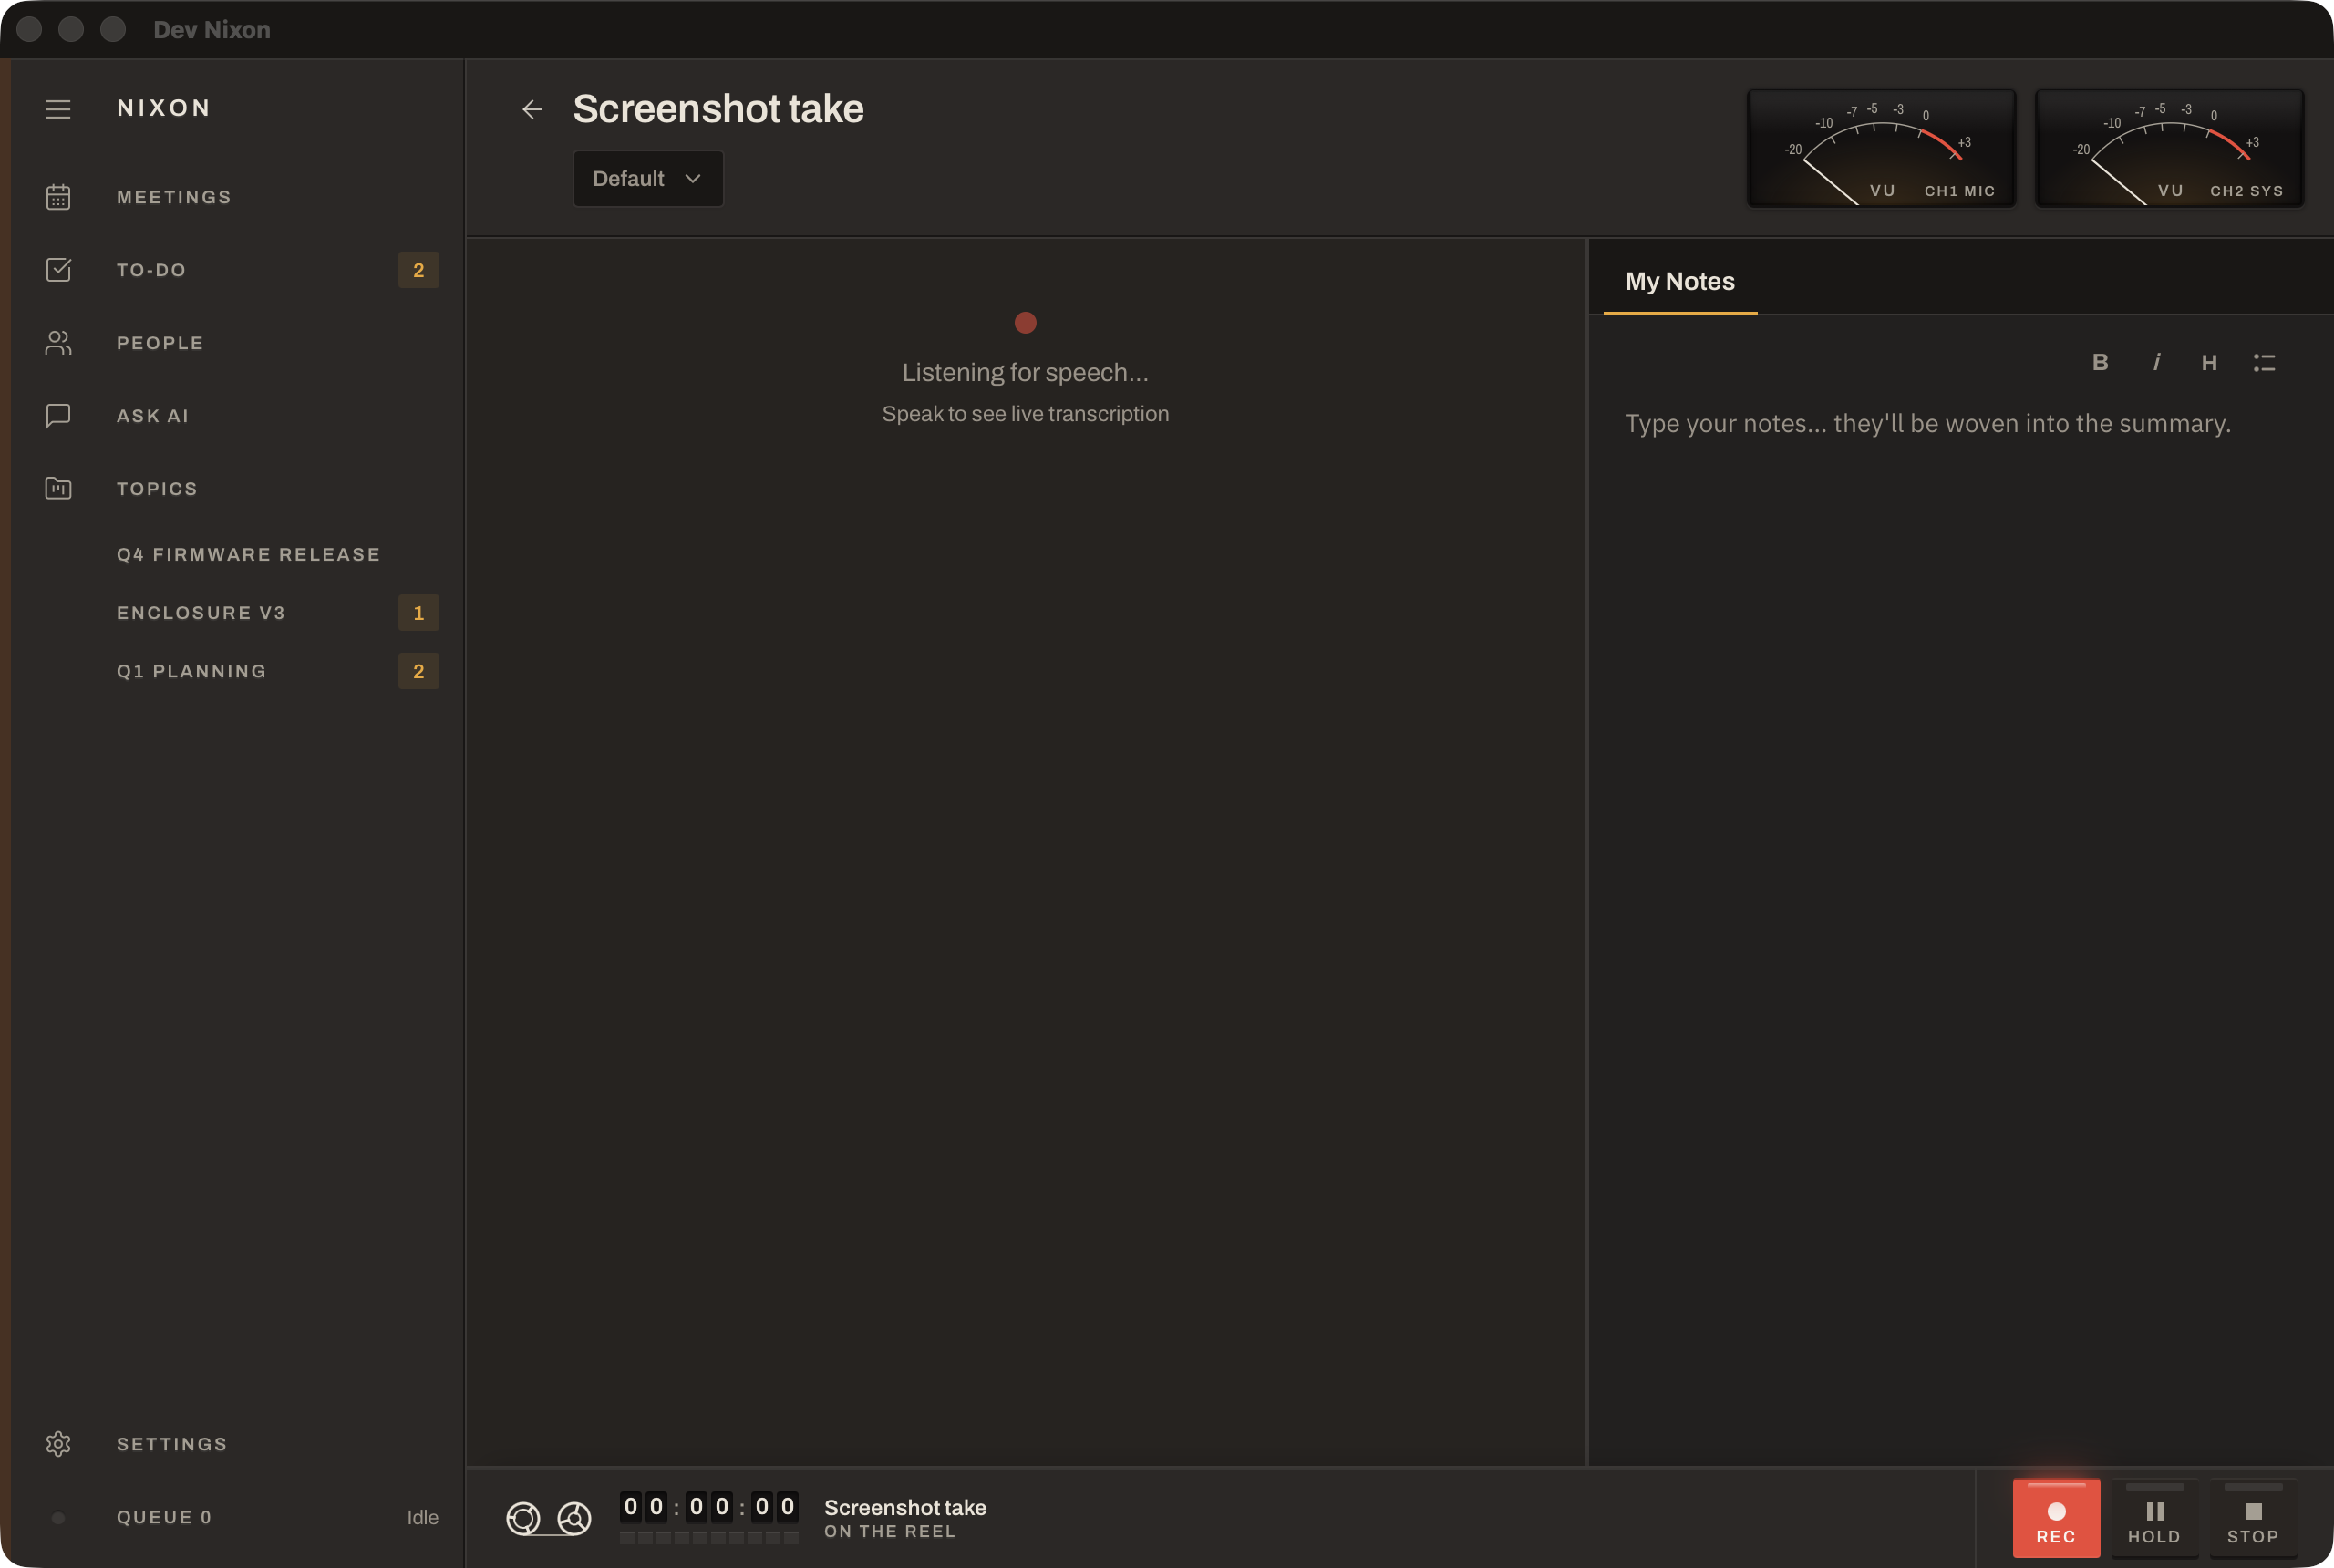 Dev Nixon
NIXON
MEETINGS
TO-DO 2
PEOPLE
ASK AI
TOPICS
Q4 FIRMWARE RELEASE
ENCLOSURE V3 1
Q1 PLANNING 2
SETTINGS
QUEUE 0 Idle
Screenshot take
Default
-20 -10 -7 -5 -3 0 +3
VU CH1 MIC
-20 -10 -7 -5 -3 0 +3
VU CH2 SYS
Listening for speech...
Speak to see live transcription
My Notes
B i H
Type your notes... they'll be woven into the summary.
00:00:00
Screenshot take
ON THE REEL
REC
HOLD
STOP